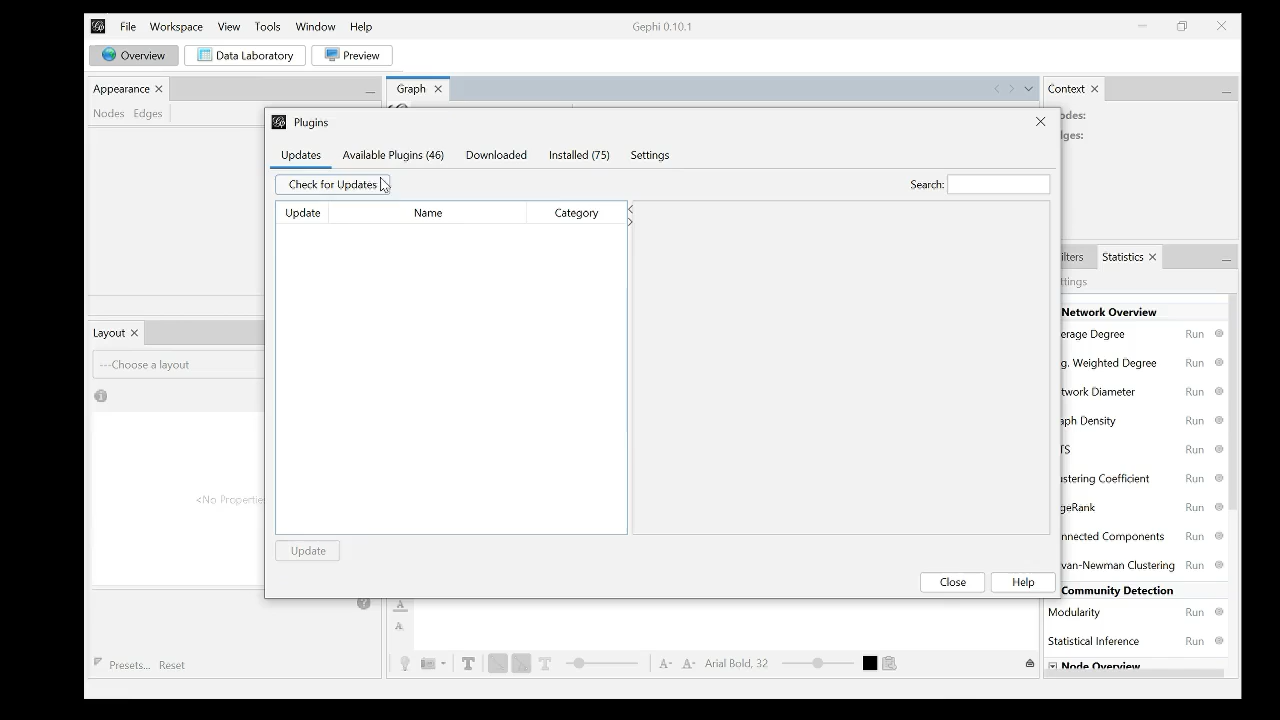 File Workspace View Tools Window Help
Gephi 0.10.1
Overview Data Laboratory Preview
Appearance
Graph
Context
Nodes Edges
odes:
dges:
Plugins
Updates Available Plugins (46) Downloaded Installed (75) Settings
Check for Updates
Search:
Update Name Category
Update
Close Help
Layout
---Choose a layout
<No Propertie
Presets... Reset
Arial Bold, 32
ilters Statistics
ttings
Network Overview
erage Degree Run
g. Weighted Degree Run
twork Diameter Run
aph Density Run
TS Run
stering Coefficient Run
geRank Run
nnected Components Run
van-Newman Clustering Run
Community Detection
Modularity Run
Statistical Inference Run
Node Overview